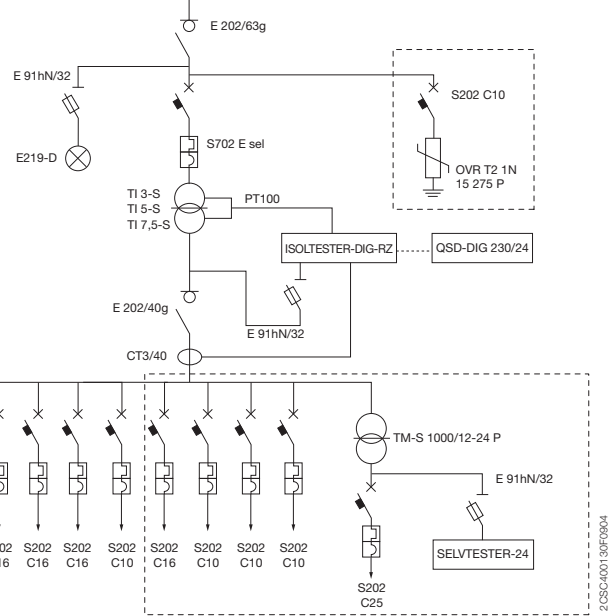 E 202/63g
E 91hN/32
S202 C10
S702 E sel
E219-D
OVR T2 1N
15 275 P
TI 3-S
TI 5-S
TI 7,5-S
PT100
ISOLTESTER-DIG-RZ
QSD-DIG 230/24
E 202/40g
E 91hN/32
CT3/40
TM-S 1000/12-24 P
E 91hN/32
SELVTESTER-24
S202
C16
S202
C16
S202
C10
S202
C16
S202
C10
S202
C10
S202
C10
S202
C25
2CSC400130F0904